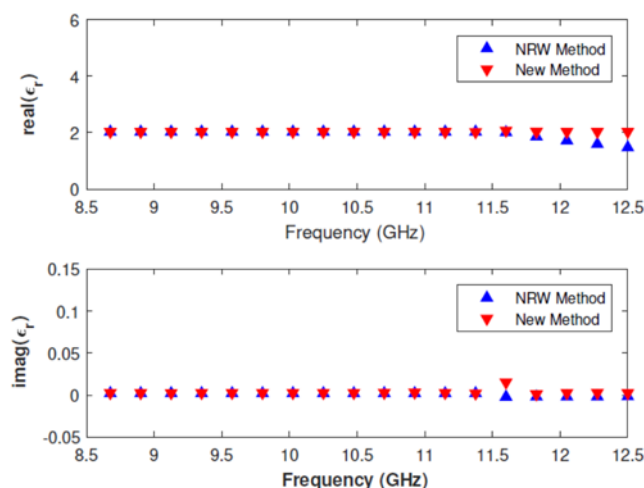 6
4
2
0
real(ϵr)
NRW Method
New Method
8.5 9 9.5 10 10.5 11 11.5 12 12.5
Frequency (GHz)
0.15
0.1
0.05
0
-0.05
imag(ϵr)
NRW Method
New Method
8.5 9 9.5 10 10.5 11 11.5 12 12.5
Frequency (GHz)